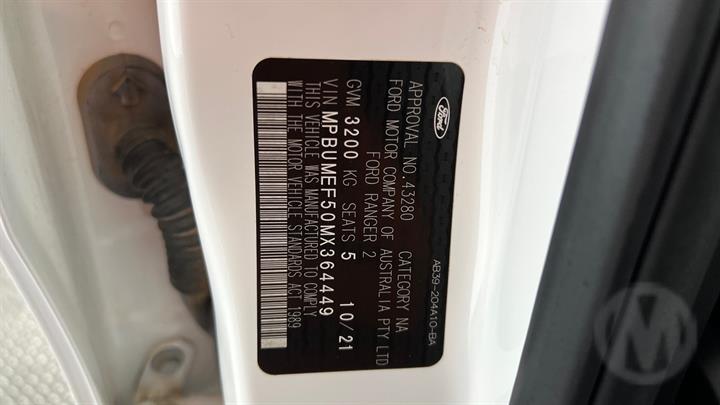 Ford
APPROVAL NO. 43280 CATEGORY NA
FORD MOTOR COMPANY OF AUSTRALIA PTY LTD
FORD RANGER 2
GVM 3200 KG SEATS 5 10/21
VIN MPBUMEF50MX364449
THIS VEHICLE WAS MANUFACTURED TO COMPLY
WITH THE MOTOR VEHICLE STANDARDS ACT 1989
AB39-204A10-BA
M